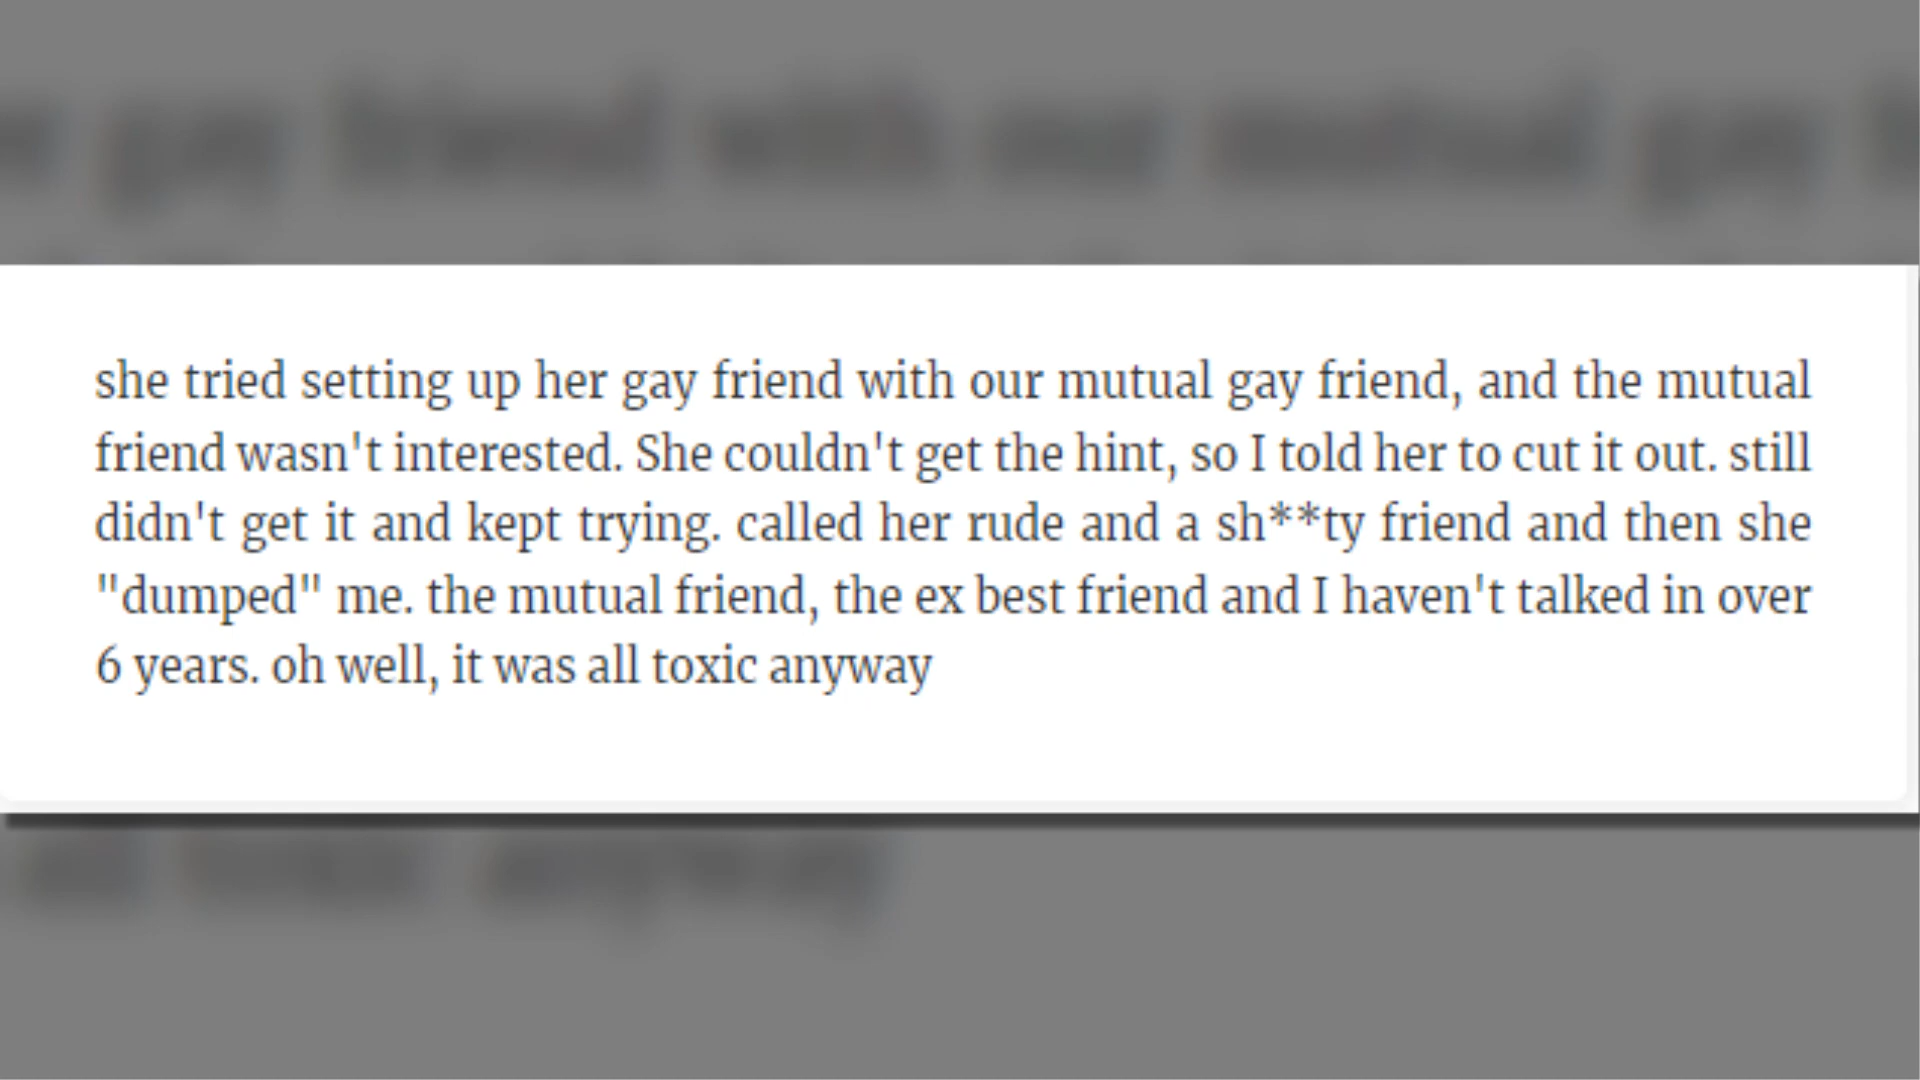 she tried setting up her gay friend with our mutual gay friend, and the mutual
friend wasn't interested. She couldn't get the hint, so I told her to cut it out. still
didn't get it and kept trying. called her rude and a sh**ty friend and then she
"dumped" me. the mutual friend, the ex best friend and I haven't talked in over
6 years. oh well, it was all toxic anyway